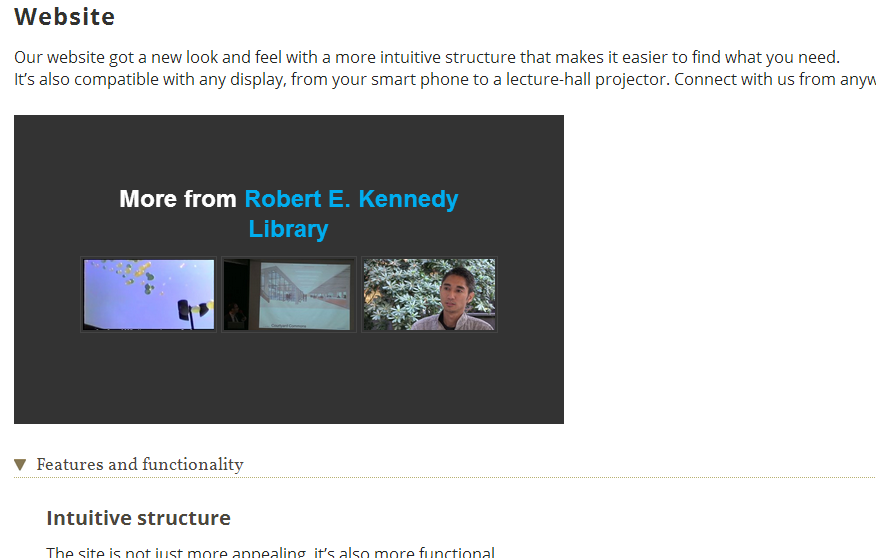 Website
Our website got a new look and feel with a more intuitive structure that makes it easier to find what you need.
It’s also compatible with any display, from your smart phone to a lecture-hall projector. Connect with us from anyw
More from Robert E. Kennedy
Library
Courtyard Commons
Features and functionality
Intuitive structure
The site is not just more appealing, it’s also more functional